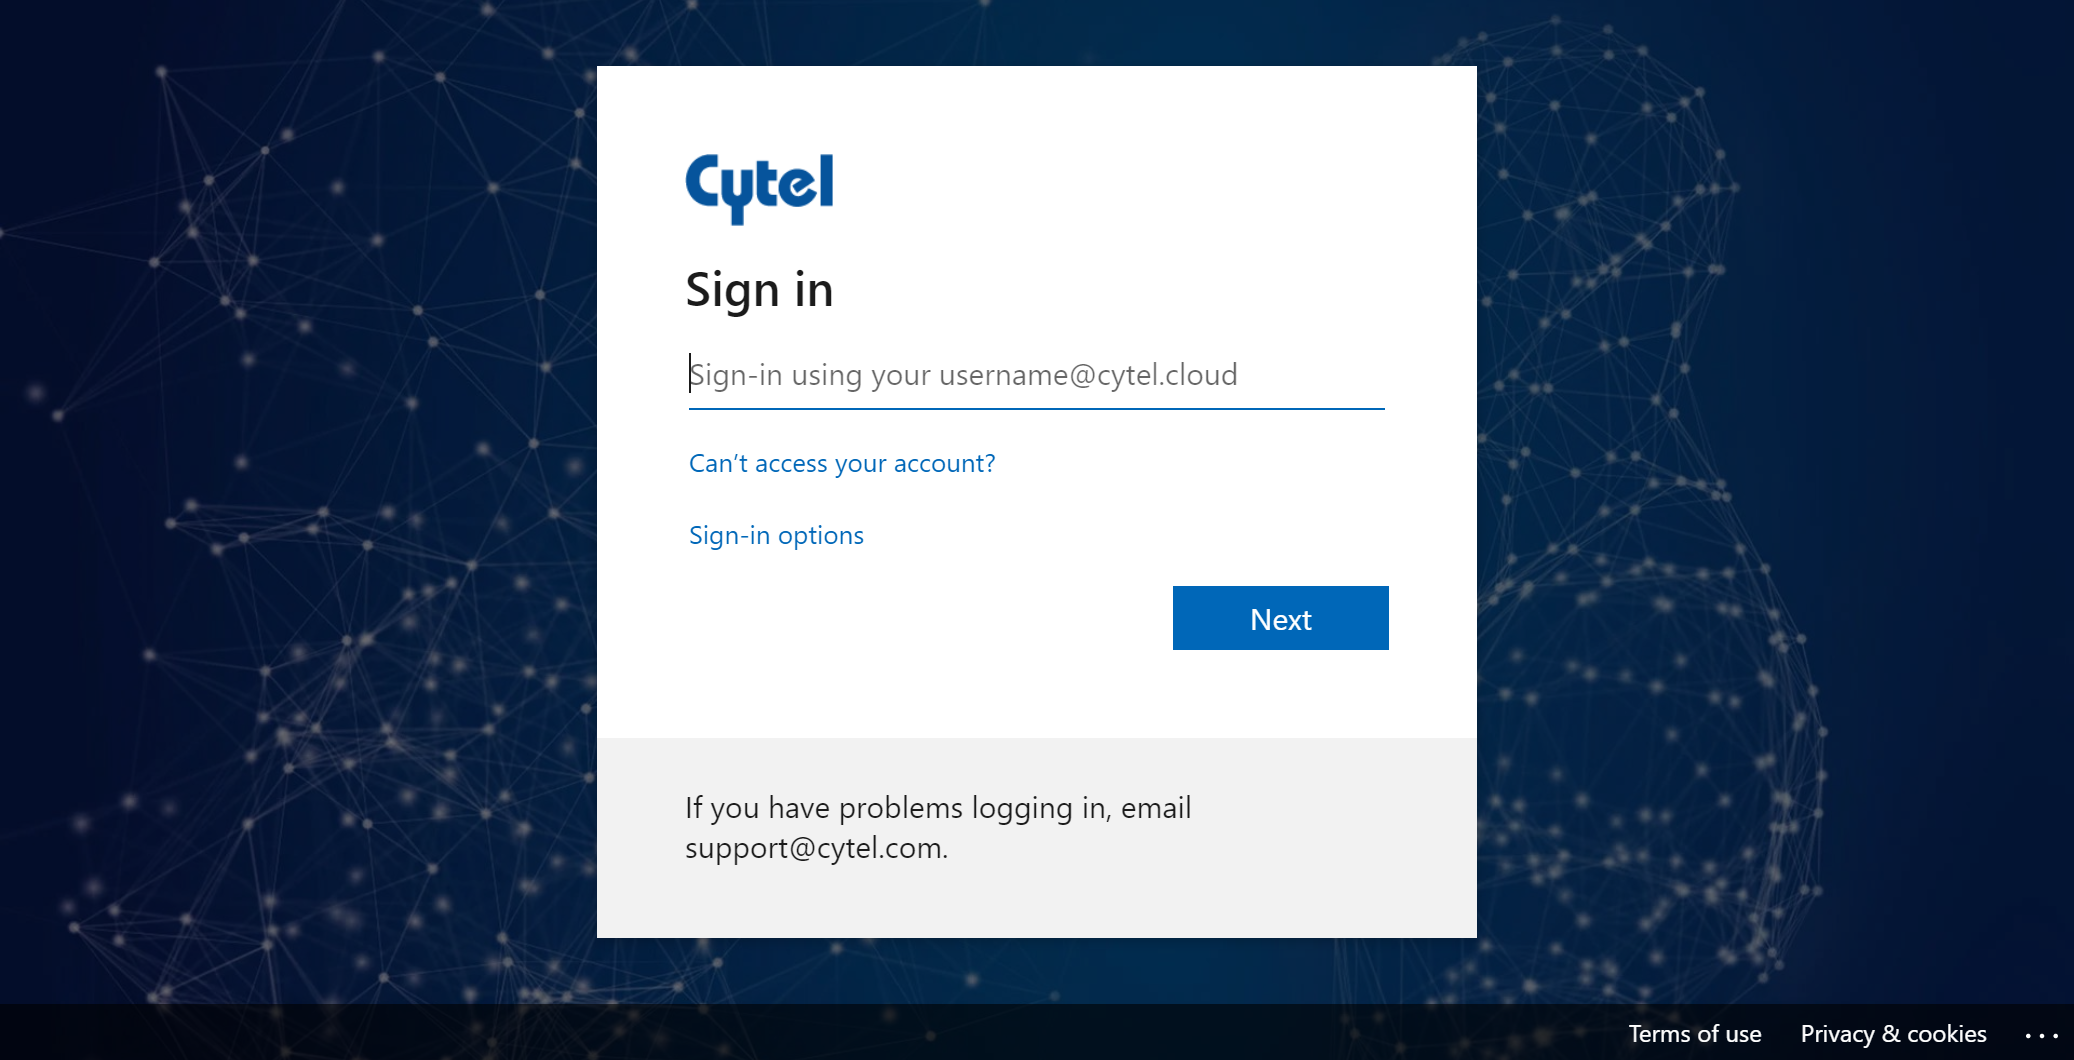 Cytel
Sign in
Sign-in using your username@cytel.cloud
Can’t access your account?
Sign-in options
Next
If you have problems logging in, email
support@cytel.com.
Terms of use
Privacy & cookies
...